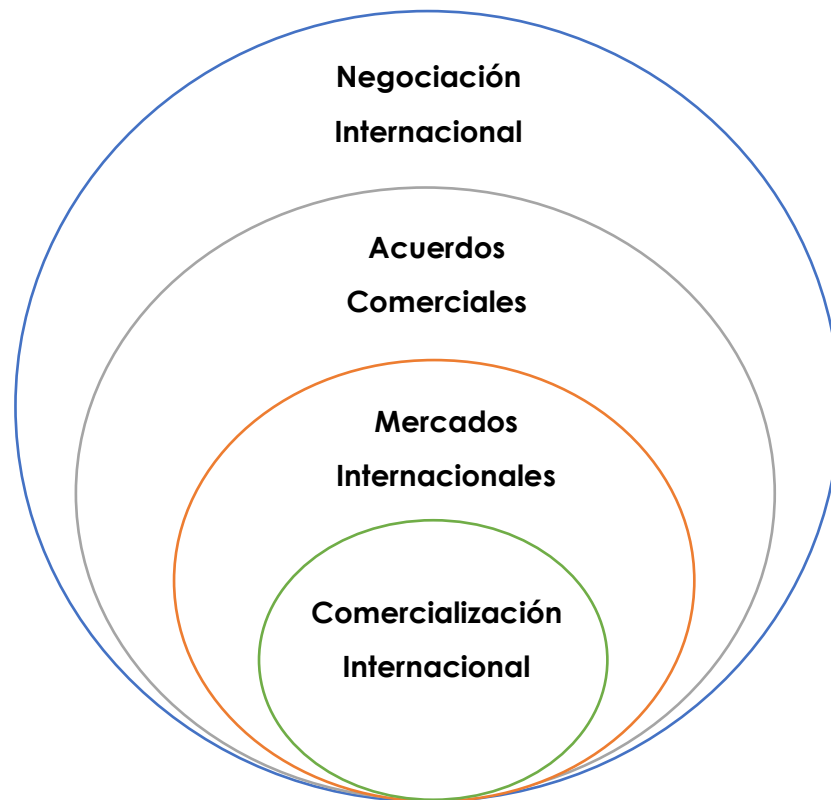 Negociación
Internacional
Acuerdos
Comerciales
Mercados
Internacionales
Comercialización
Internacional